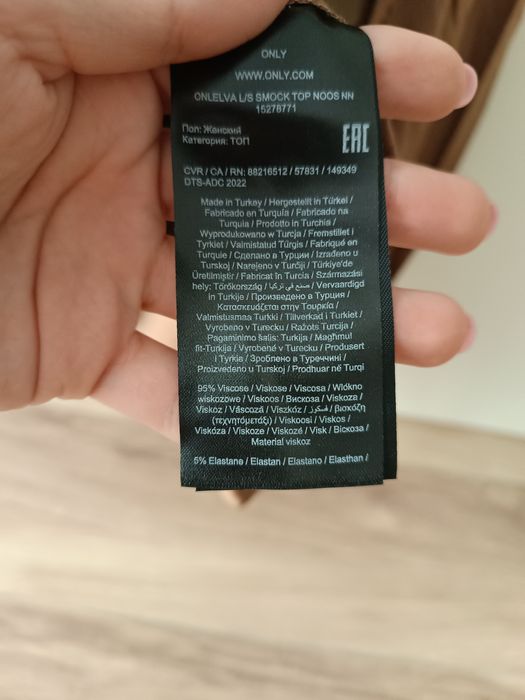 ONLY
WWW.ONLY.COM
ONLELVA L/S SMOCK TOP NOOS NN
15278771
Пол: Женский
Категория: ТОП
EAC
CVR / CA / RN: 88216512 / 57831 / 149349
DTS-ADC 2022
Made in Turkey / Hergestellt in Türkei /
Fabricado en Turquía / Fabricado na
Turquia / Prodotto in Turchia /
Wyprodukowano w Turcja / Fremstillet i
Tyrkiet / Valmistatud Türgis / Fabriqué en
Turquie / Сделано в Турции / Izrađeno u
Turskoj / Narejeno v Turčiji / Türkiye'de
Üretilmiştir / Fabricat în Turcia / Származási
hely: Törökország / صنع في تركيا / Vervaardigd
in Turkije / Произведено в Турция /
Κατασκευάζεται στην Τουρκία /
Valmistusmaa Turkki / Tillverkad i Turkiet /
Vyrobeno v Turecku / Ražots Turcija /
Pagaminimo šalis: Turkija / Magħmul
fit-Turkija / Vyrobené v Turecku / Produsert
i Tyrkia / Зроблено в Туреччині /
Proizvedeno u Turskoj / Prodhuar në Turqi
95% Viscose / Viskose / Viscosa / Włókno
wiskozowe / Viskoos / Вискоза / Viskoza /
Viskoz / Vâscoză / Viszkóz / فسكوز / βισκόζη
(τεχνητόμετάξι) / Viskoosi / Viskos /
Viskóza / Viskoze / Viskozė / Visk / Віскоза /
Material viskoz
5% Elastane / Elastan / Elastano / Elasthan /